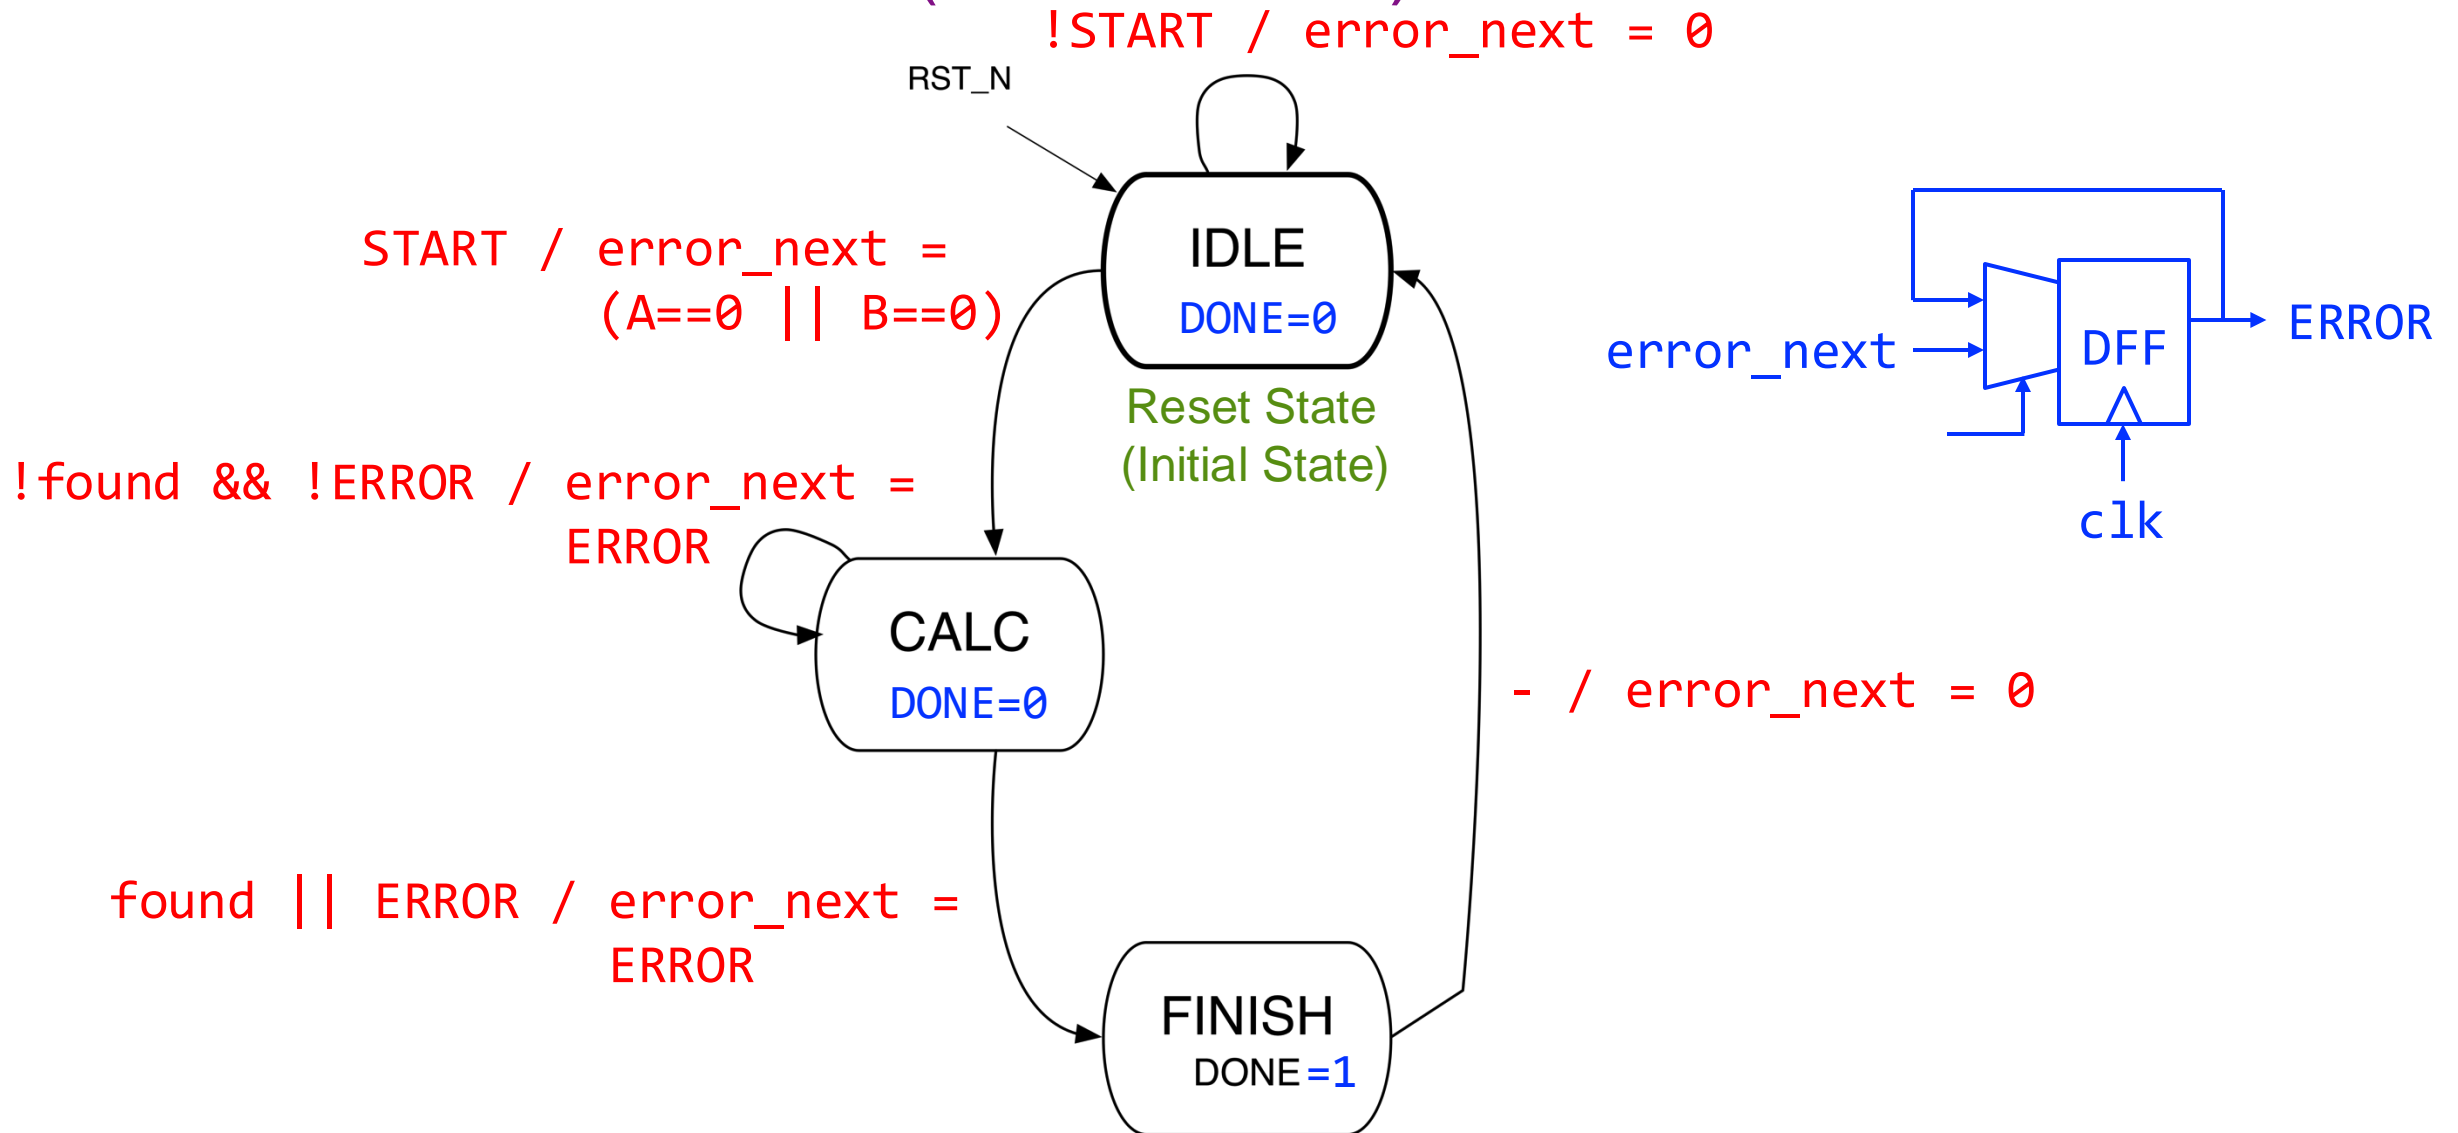 !START / error_next = 0
RST_N
START / error_next =
(A==0 || B==0)
IDLE
DONE=0
Reset State
(Initial State)
error_next
DFF
ERROR
clk
!found && !ERROR / error_next =
ERROR
CALC
DONE=0
- / error_next = 0
found || ERROR / error_next =
ERROR
FINISH
DONE=1